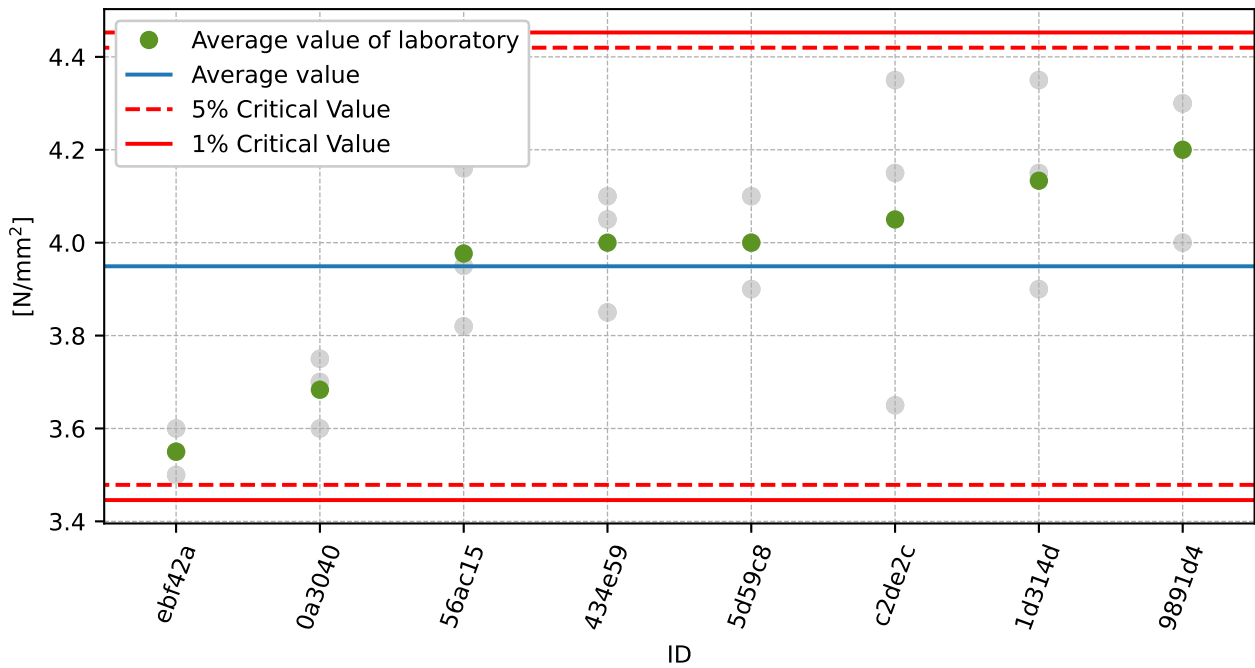 Average value of laboratory
Average value
5% Critical Value
1% Critical Value
4.4
4.2
4.0
3.8
3.6
3.4
[N/mm²]
ebf42a
0a3040
56ac15
434e59
5d59c8
c2de2c
1d314d
9891d4
ID